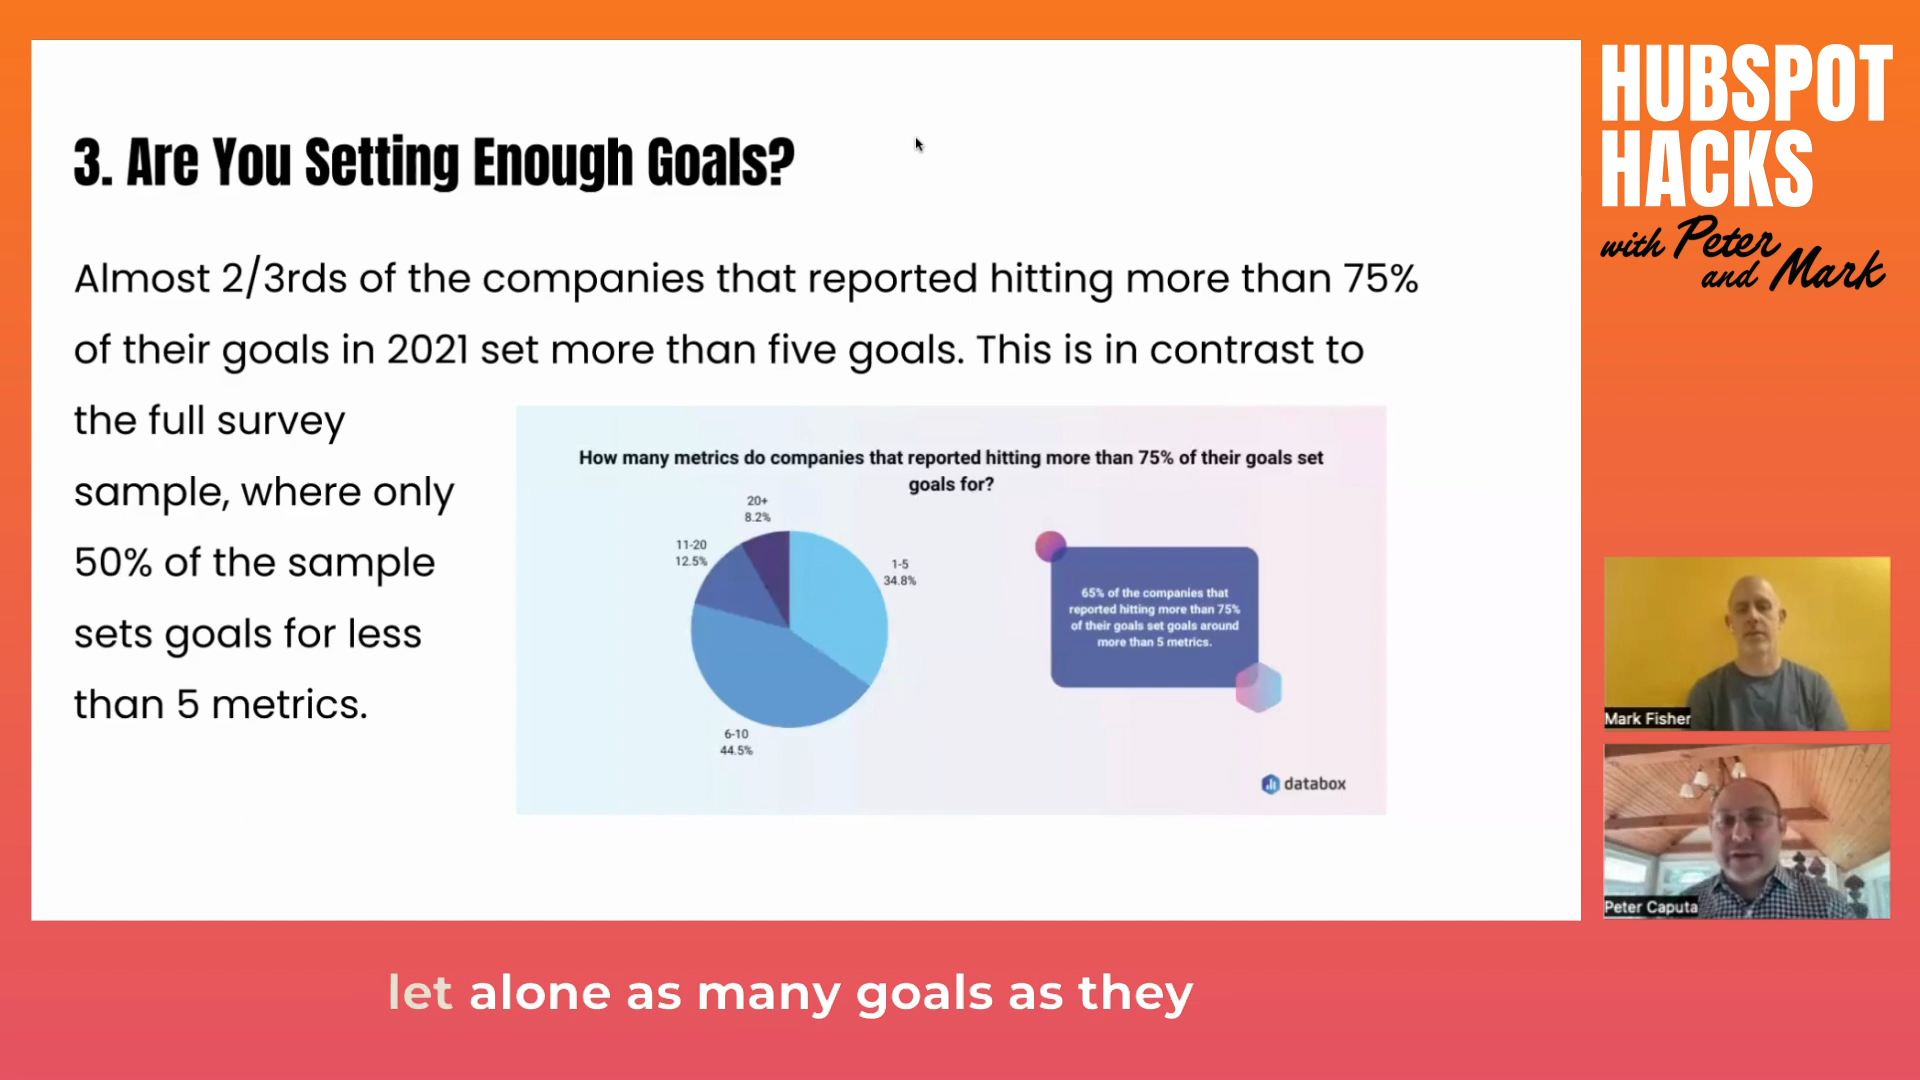 3. Are You Setting Enough Goals?
Almost 2/3rds of the companies that reported hitting more than 75%
of their goals in 2021 set more than five goals. This is in contrast to
the full survey
sample, where only
50% of the sample
sets goals for less
than 5 metrics.
How many metrics do companies that reported hitting more than 75% of their goals set
goals for?
20+
8.2%
11-20
12.5%
1-5
34.8%
6-10
44.5%
65% of the companies that
reported hitting more than 75%
of their goals set goals around
more than 5 metrics.
databox
HUBSPOT
HACKS
with Peter
and Mark
Mark Fisher
Peter Caputa
let alone as many goals as they